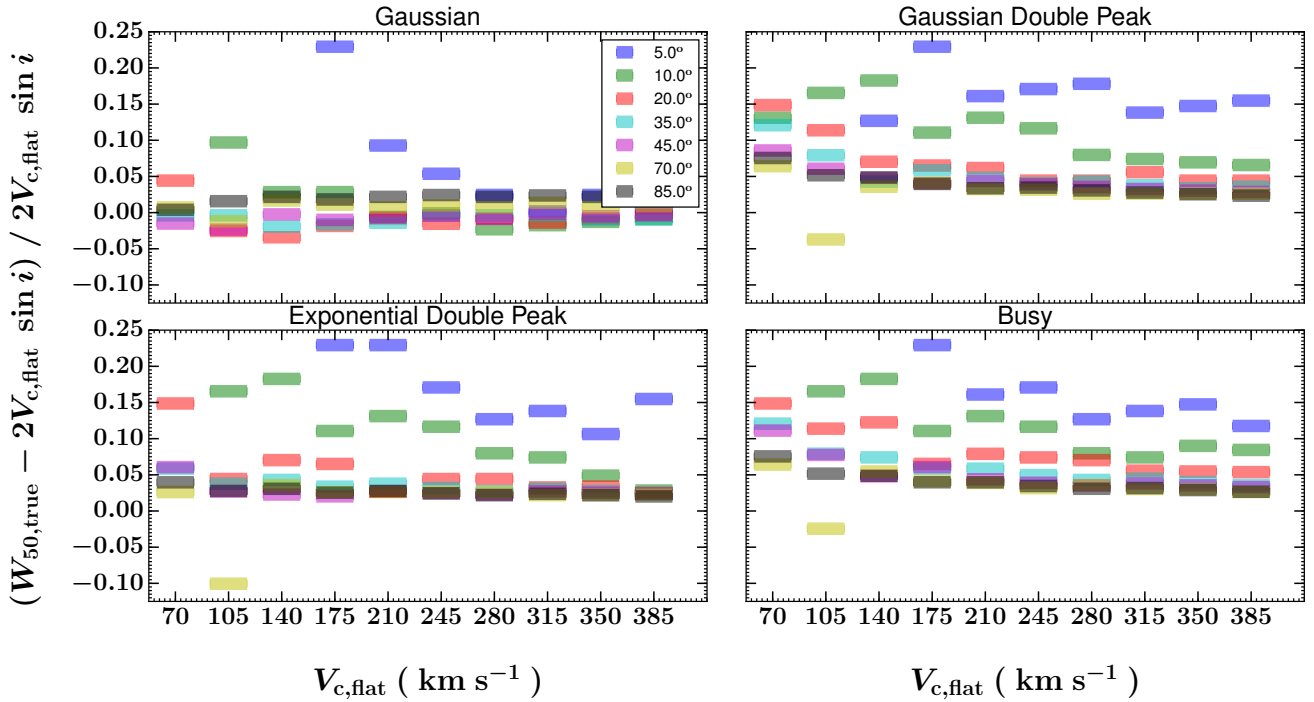 Gaussian
Gaussian Double Peak
0.25
0.20
0.15
0.10
0.05
0.00
−0.05
−0.10
5.0º
10.0º
20.0º
35.0º
45.0º
70.0º
85.0º
(W50,true − 2Vc,flat sin i) / 2Vc,flat sin i
Exponential Double Peak
Busy
0.25
0.20
0.15
0.10
0.05
0.00
−0.05
−0.10
70 105 140 175 210 245 280 315 350 385
70 105 140 175 210 245 280 315 350 385
Vc,flat ( km s−1 )
Vc,flat ( km s−1 )